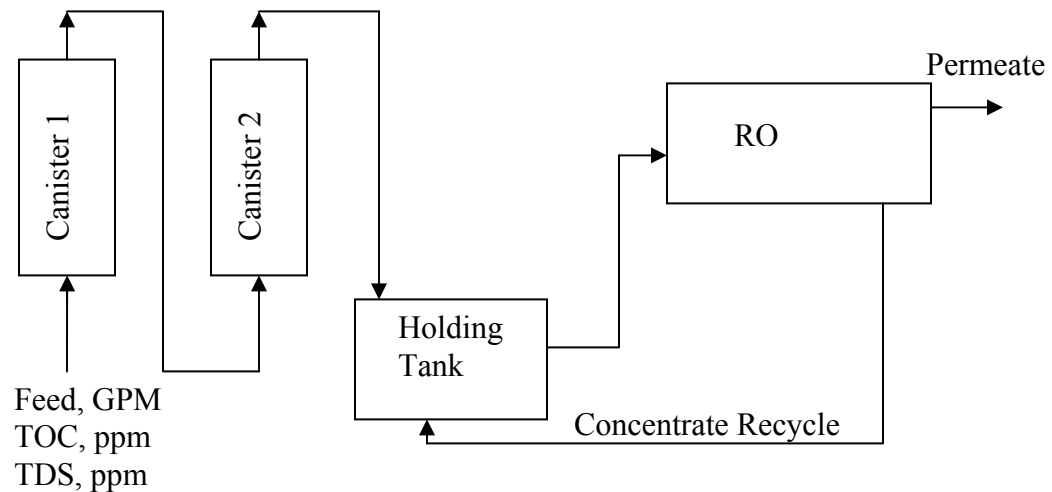 Canister 1
Canister 2
Permeate
RO
Holding
Tank
Feed, GPM
TOC, ppm
TDS, ppm
Concentrate Recycle